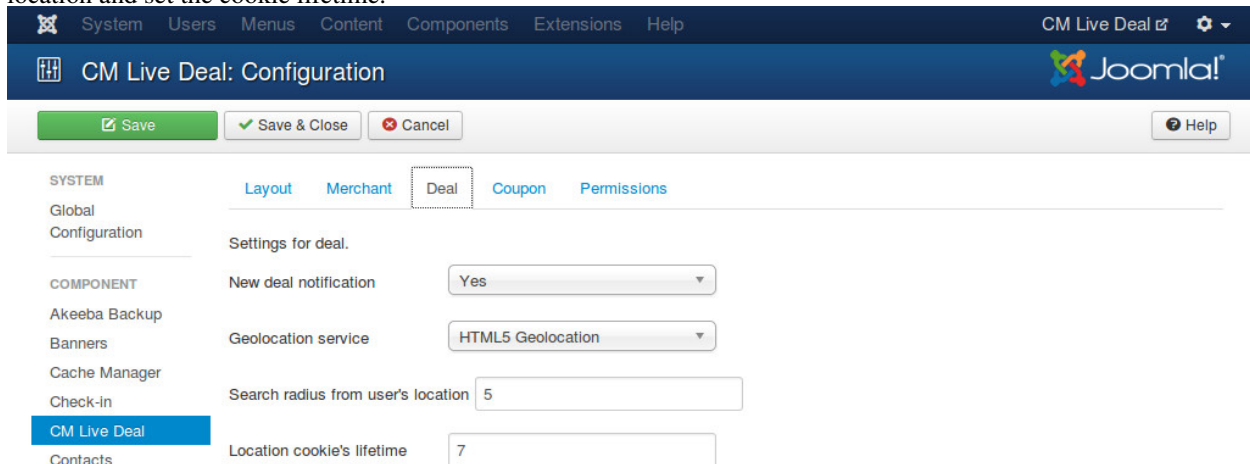 location and set the cookie lifetime.
System Users Menus Content Components Extensions Help CM Live Deal
CM Live Deal: Configuration Joomla!
Save Save & Close Cancel Help
SYSTEM
Global
Configuration
COMPONENT
Akeeba Backup
Banners
Cache Manager
Check-in
CM Live Deal
Contacts
Layout Merchant Deal Coupon Permissions
Settings for deal.
New deal notification Yes
Geolocation service HTML5 Geolocation
Search radius from user's location 5
Location cookie's lifetime 7